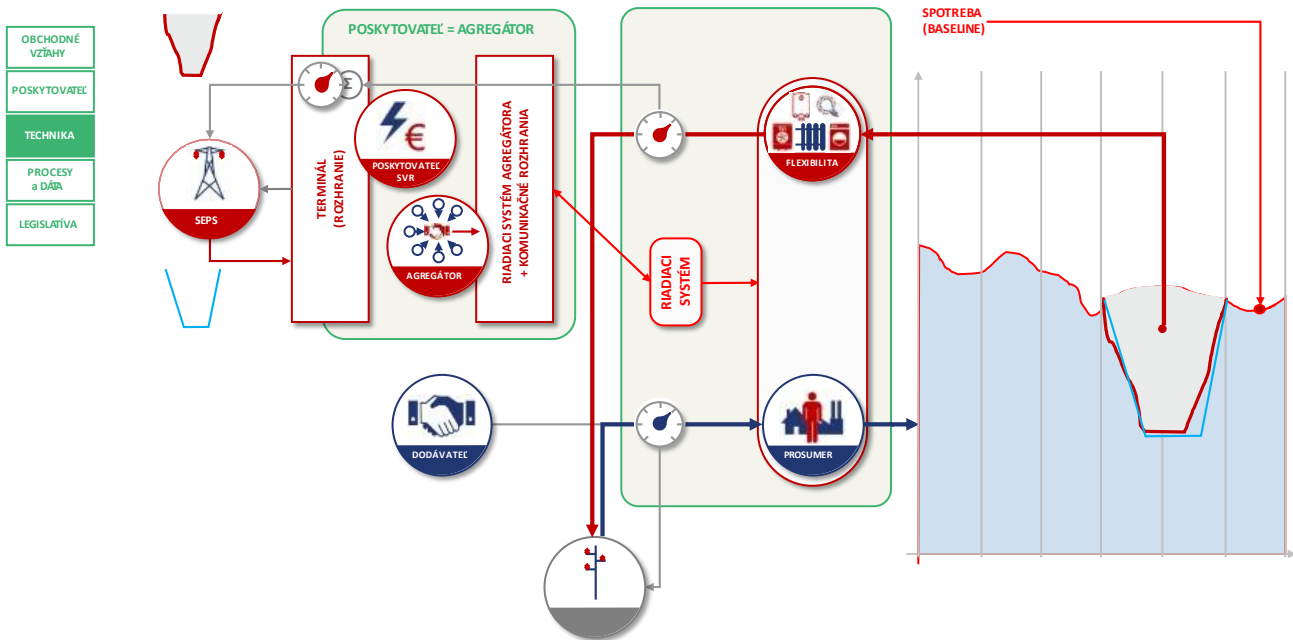 OBCHODNÉ
VZŤAHY
POSKYTOVATEĽ
TECHNIKA
PROCESY
a DÁTA
LEGISLATÍVA
POSKYTOVATEĽ = AGREGÁTOR
SPOTREBA
(BASELINE)
TERMINÁL
(ROZHRANIE)
Σ
€
POSKYTOVATEĽ
SVR
AGREGÁTOR
RIADIACI SYSTÉM AGREGÁTORA
+ KOMUNIKAČNÉ ROZHRANIA
SEPS
FLEXIBILITA
RIADIACI
SYSTÉM
DODÁVATEĽ
PROSUMER